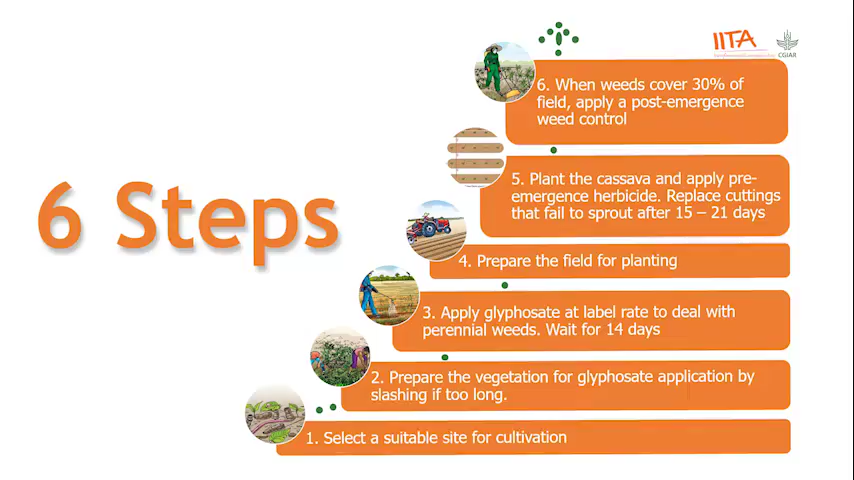 IITA
CGIAR
6 Steps
6. When weeds cover 30% of
field, apply a post-emergence
weed control
5. Plant the cassava and apply pre-
emergence herbicide. Replace cuttings
that fail to sprout after 15 – 21 days
4. Prepare the field for planting
3. Apply glyphosate at label rate to deal with
perennial weeds. Wait for 14 days
2. Prepare the vegetation for glyphosate application by
slashing if too long.
1. Select a suitable site for cultivation